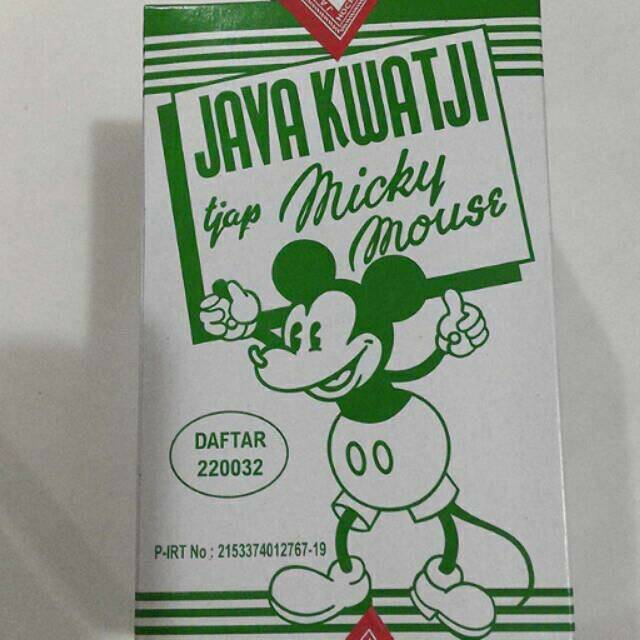 JAVA KWATJI
tjap Micky
Mouse
DAFTAR
220032
P-IRT No : 2153374012767-19